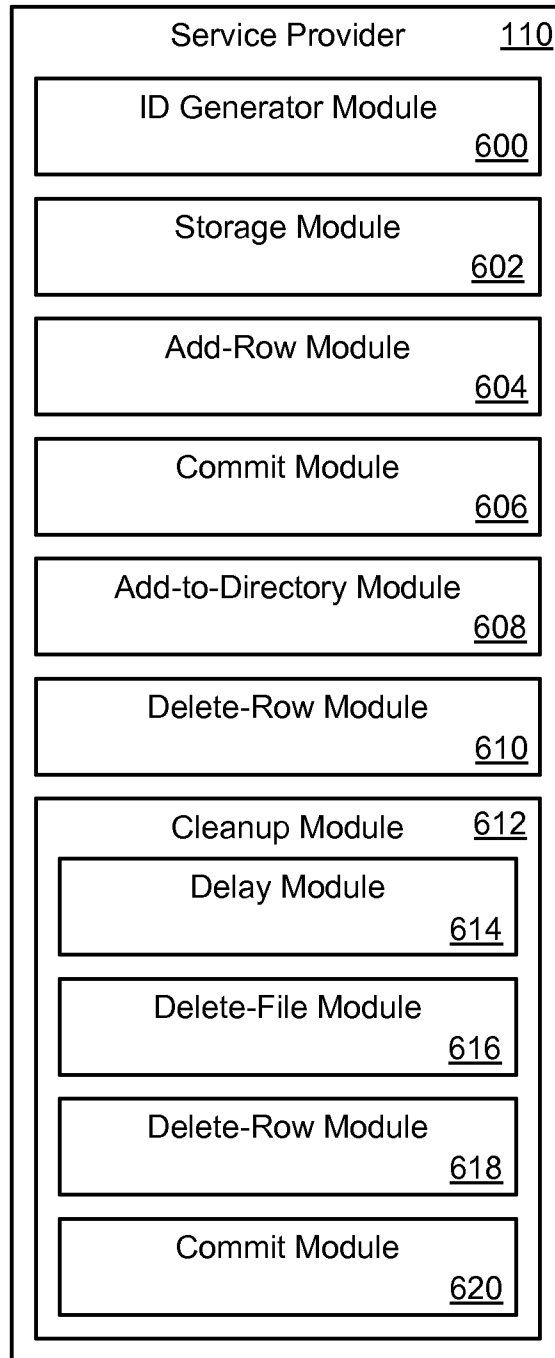 Service Provider 110
ID Generator Module
600
Storage Module
602
Add-Row Module
604
Commit Module
606
Add-to-Directory Module
608
Delete-Row Module
610
Cleanup Module 612
Delay Module
614
Delete-File Module
616
Delete-Row Module
618
Commit Module
620